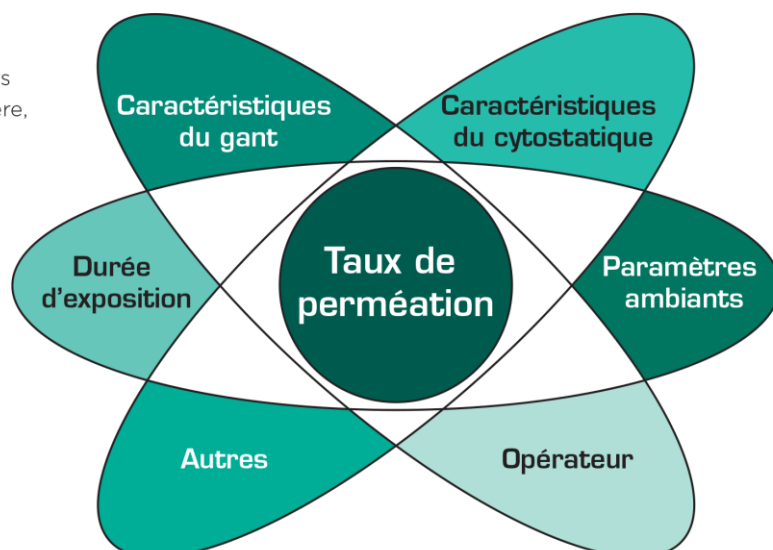 Caractéristiques
du gant
Caractéristiques
du cytostatique
Durée
d'exposition
Taux de
perméation
Paramètres
ambiants
Autres
Opérateur